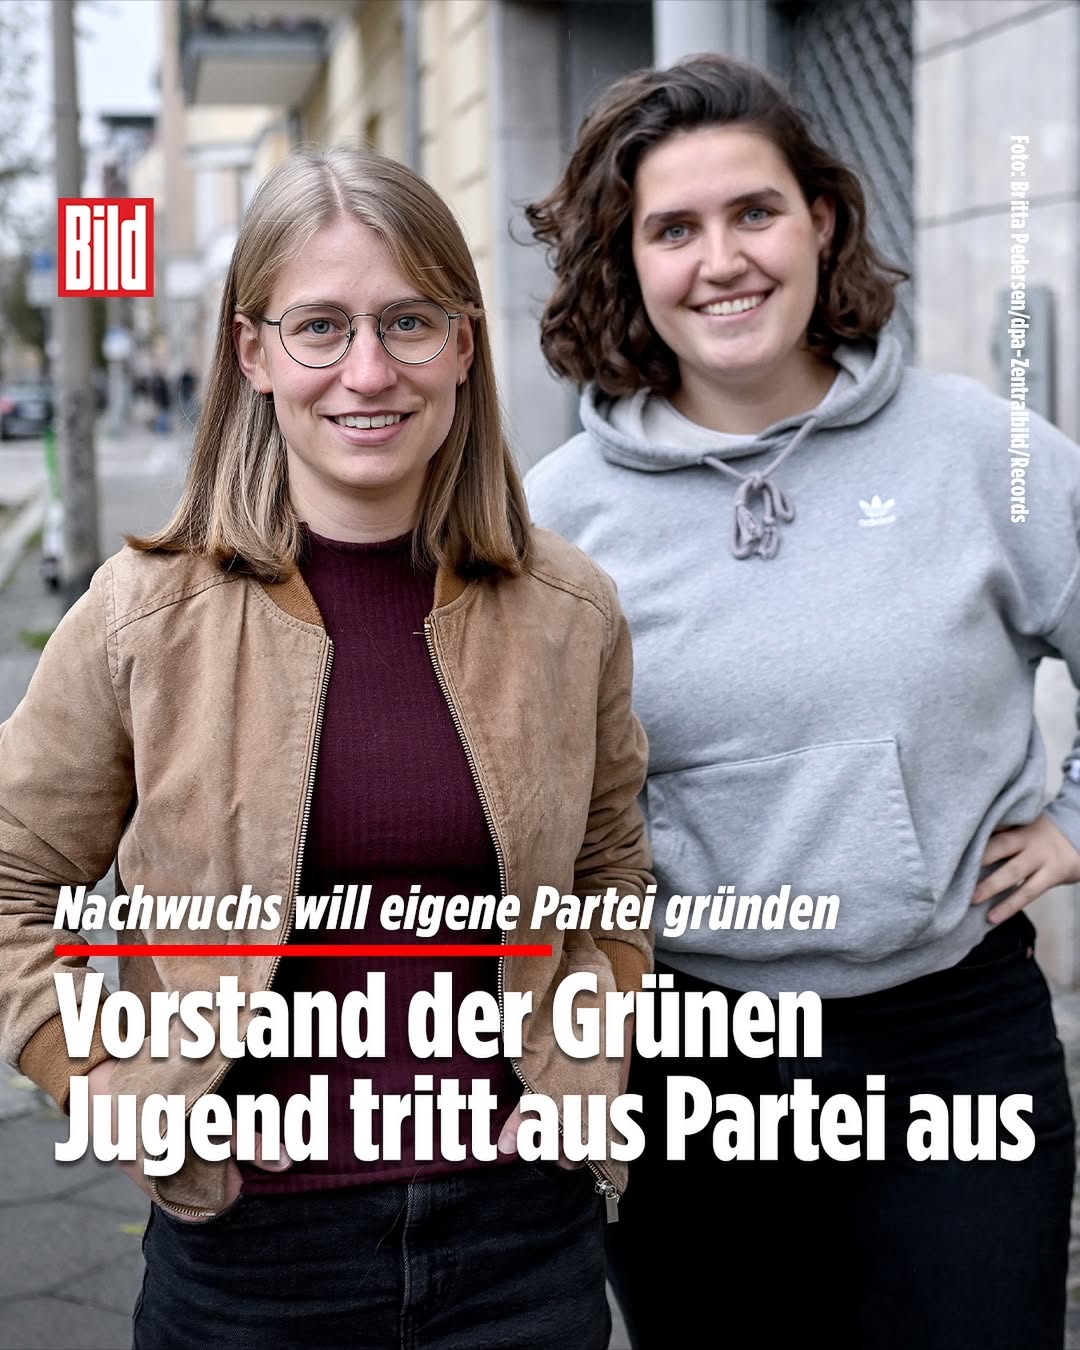 Bild
Foto: Britta Pedersen/dpa-Zentralbild/Records
adidas
Nachwuchs will eigene Partei gründen
Vorstand der Grünen
Jugend tritt aus Partei aus